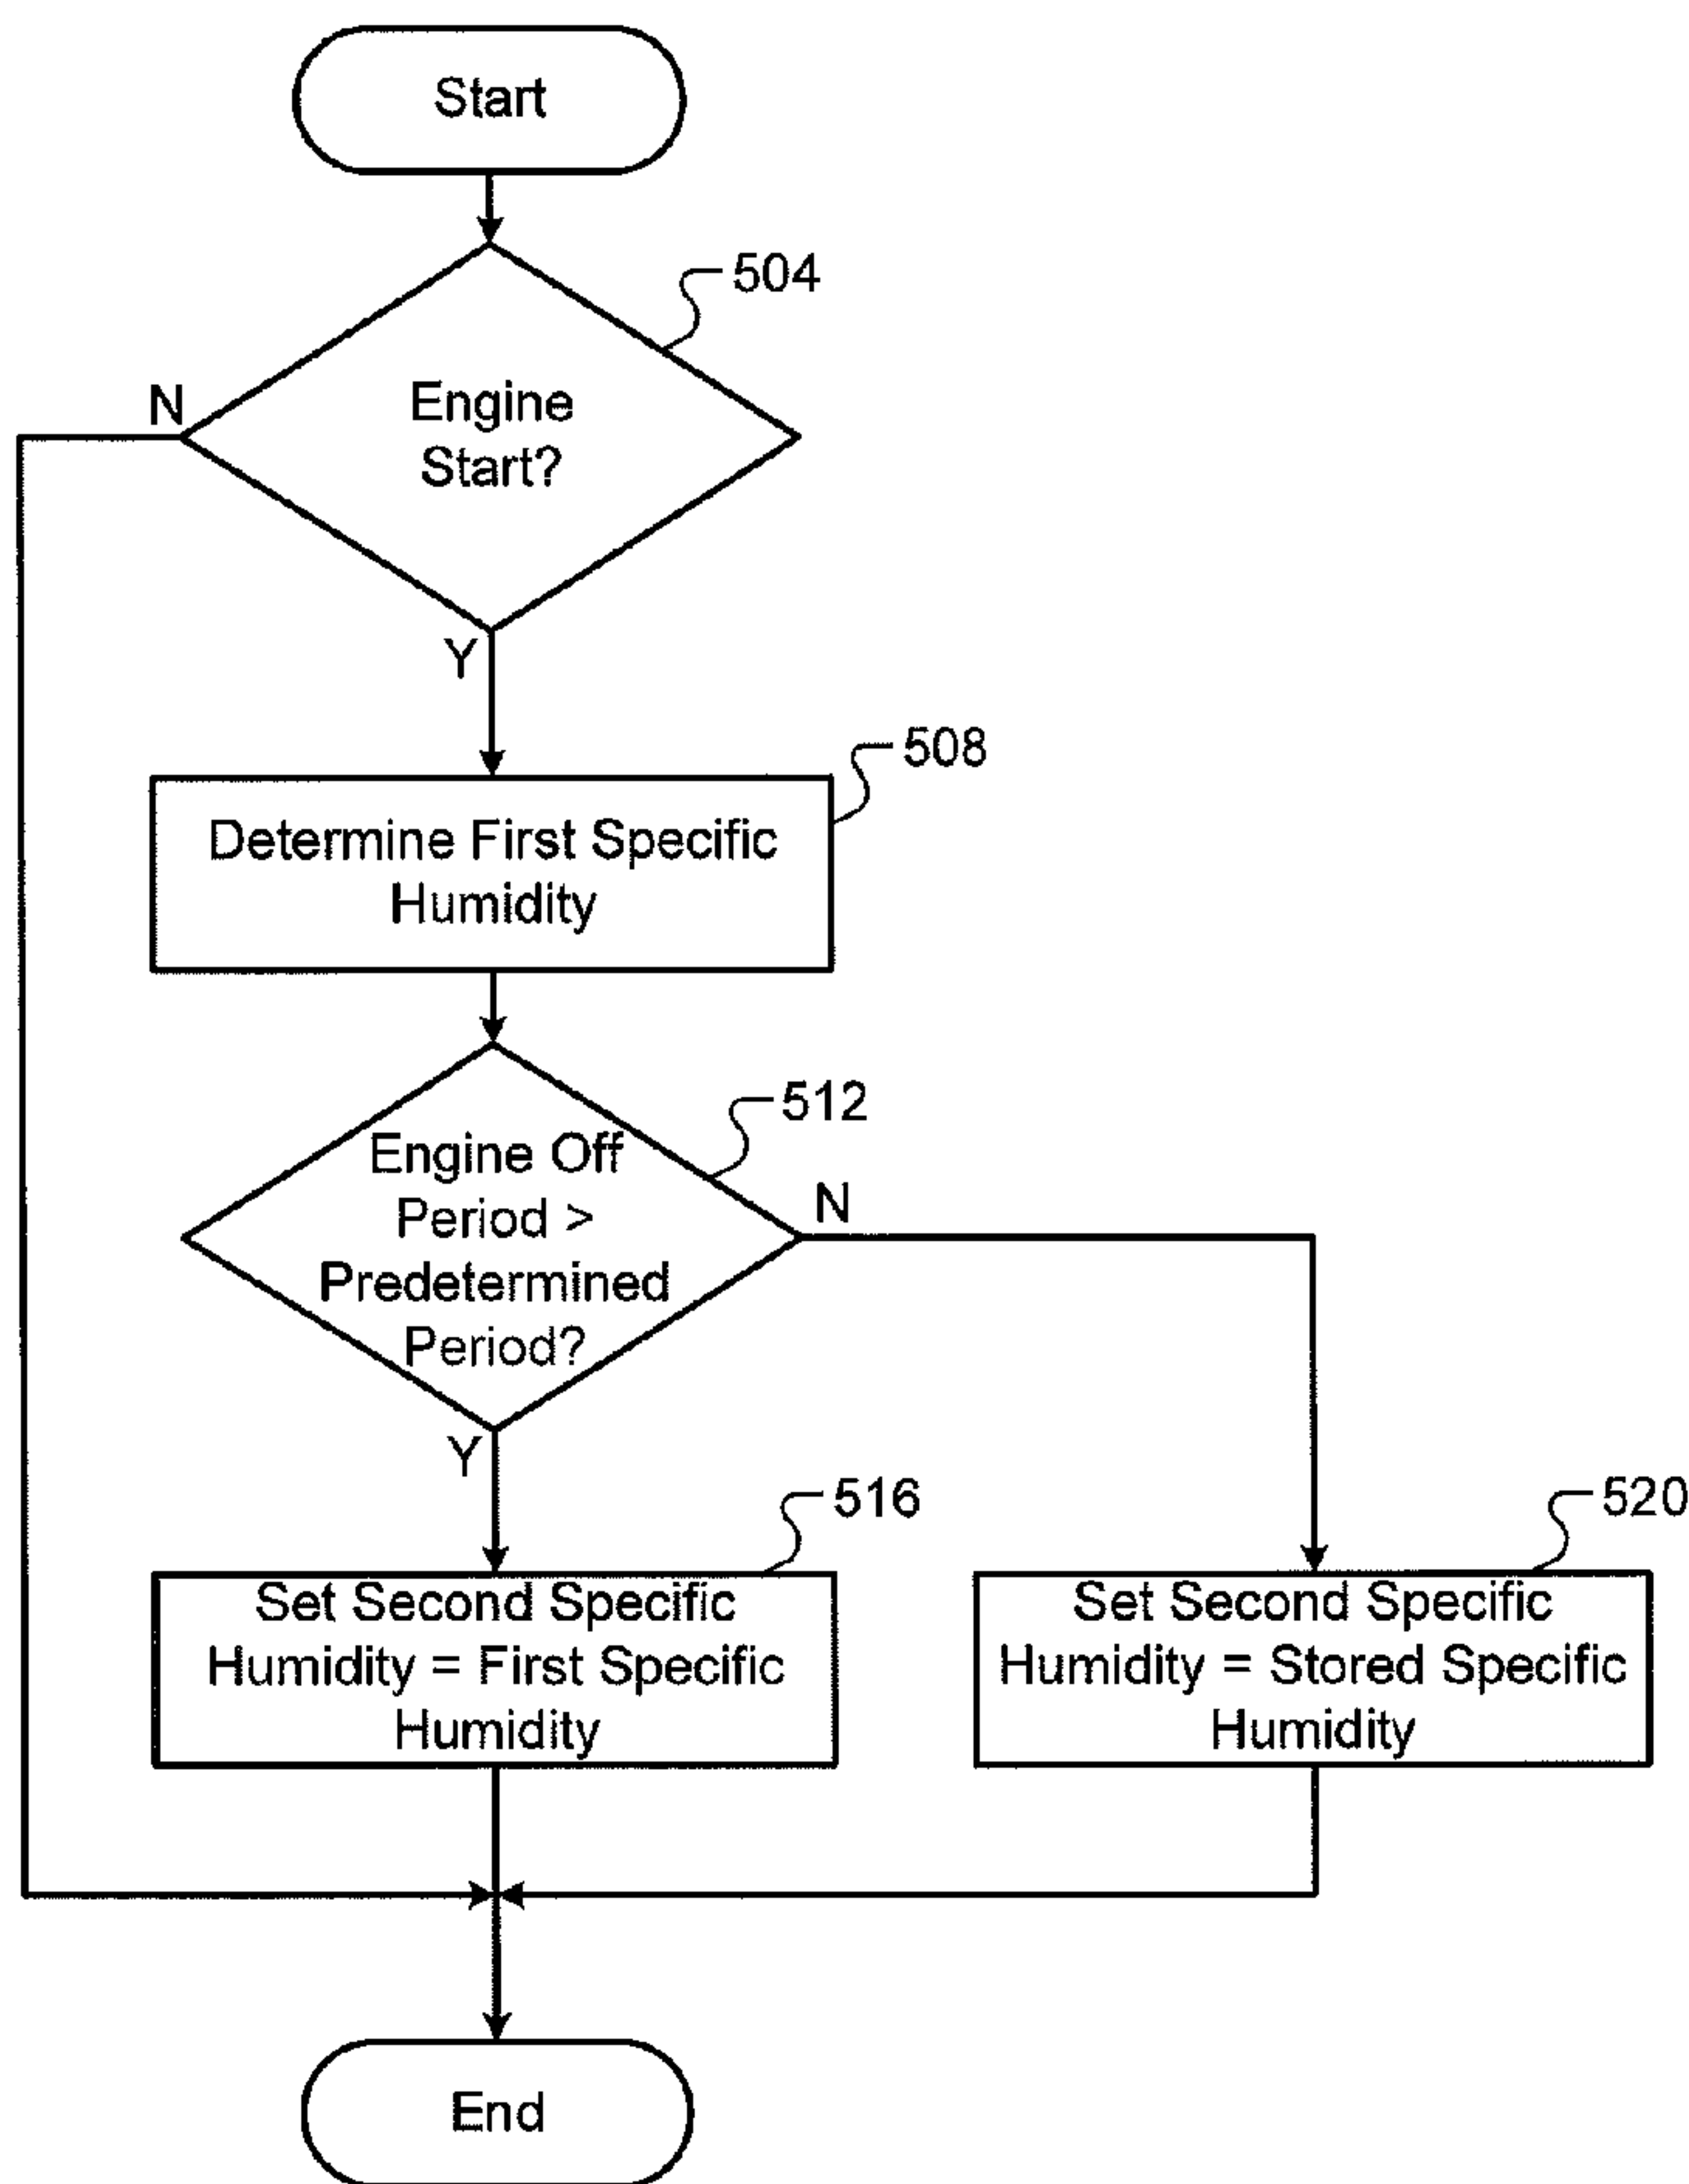 Start
504
Engine
Start?
N
Y
508
Determine First Specific
Humidity
512
Engine Off
Period >
Predetermined
Period?
N
Y
516
Set Second Specific
Humidity = First Specific
Humidity
520
Set Second Specific
Humidity = Stored Specific
Humidity
End